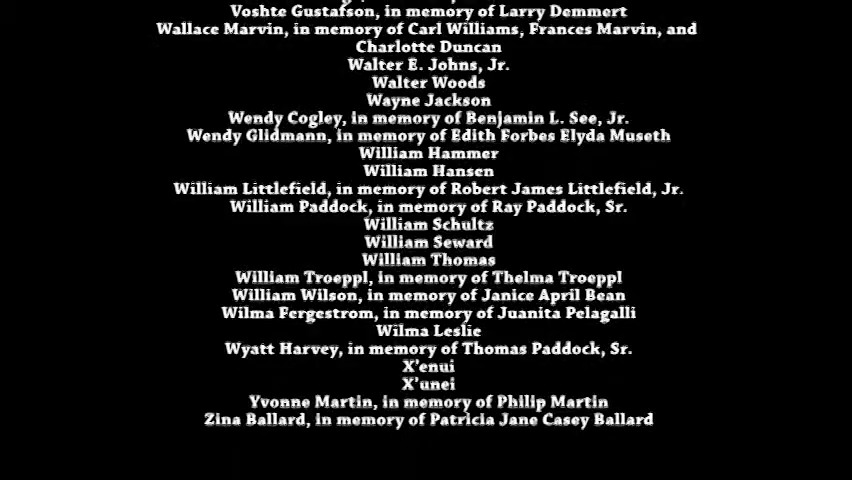 Voshte Gustafson, in memory of Larry Demmert
Wallace Marvin, in memory of Carl Williams, Frances Marvin, and
Charlotte Duncan
Walter E. Johns, Jr.
Walter Woods
Wayne Jackson
Wendy Cogley, in memory of Benjamin L. See, Jr.
Wendy Glidmann, in memory of Edith Forbes Elyda Museth
William Hammer
William Hansen
William Littlefield, in memory of Robert James Littlefield, Jr.
William Paddock, in memory of Ray Paddock, Sr.
William Schultz
William Seward
William Thomas
William Troeppl, in memory of Thelma Troeppl
William Wilson, in memory of Janice April Bean
Wilma Fergestrom, in memory of Juanita Pelagalli
Wilma Leslie
Wyatt Harvey, in memory of Thomas Paddock, Sr.
X'enui
X'unei
Yvonne Martin, in memory of Philip Martin
Zina Ballard, in memory of Patricia Jane Casey Ballard